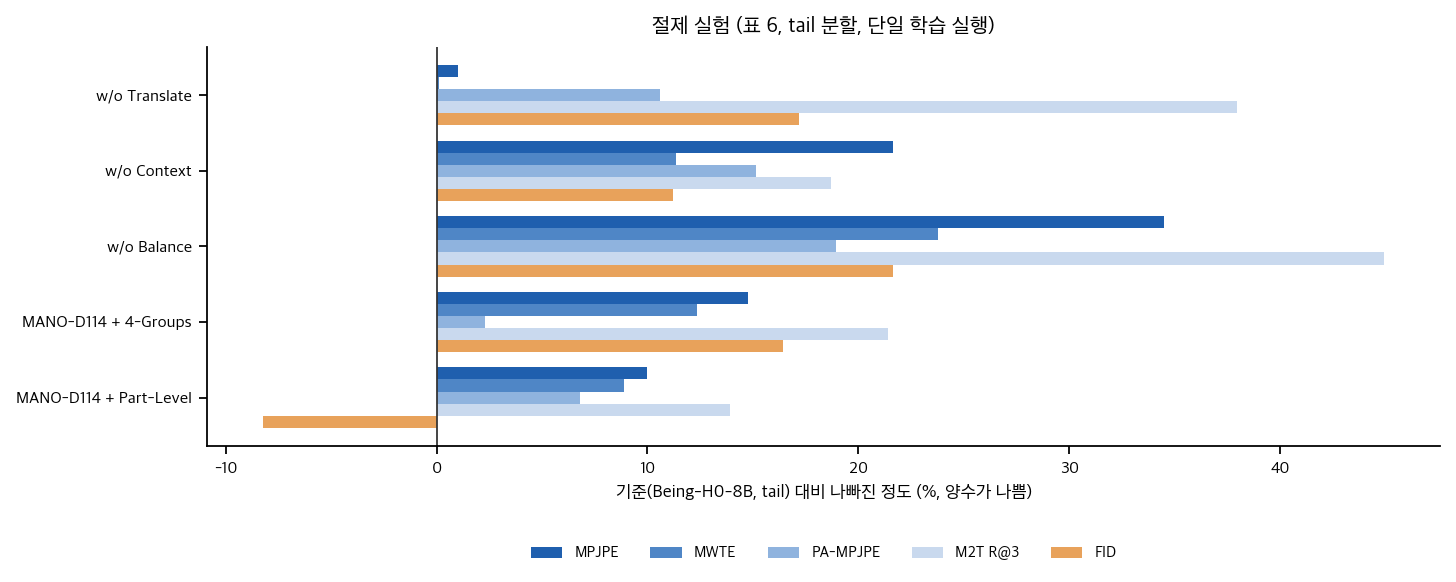 절제 실험 (표 6, tail 분할, 단일 학습 실행)
w/o Translate
w/o Context
w/o Balance
MANO-D114 + 4-Groups
MANO-D114 + Part-Level
-10 0 10 20 30 40
기준(Being-H0-8B, tail) 대비 나빠진 정도 (%, 양수가 나쁨)
MPJPE MWTE PA-MPJPE M2T R@3 FID